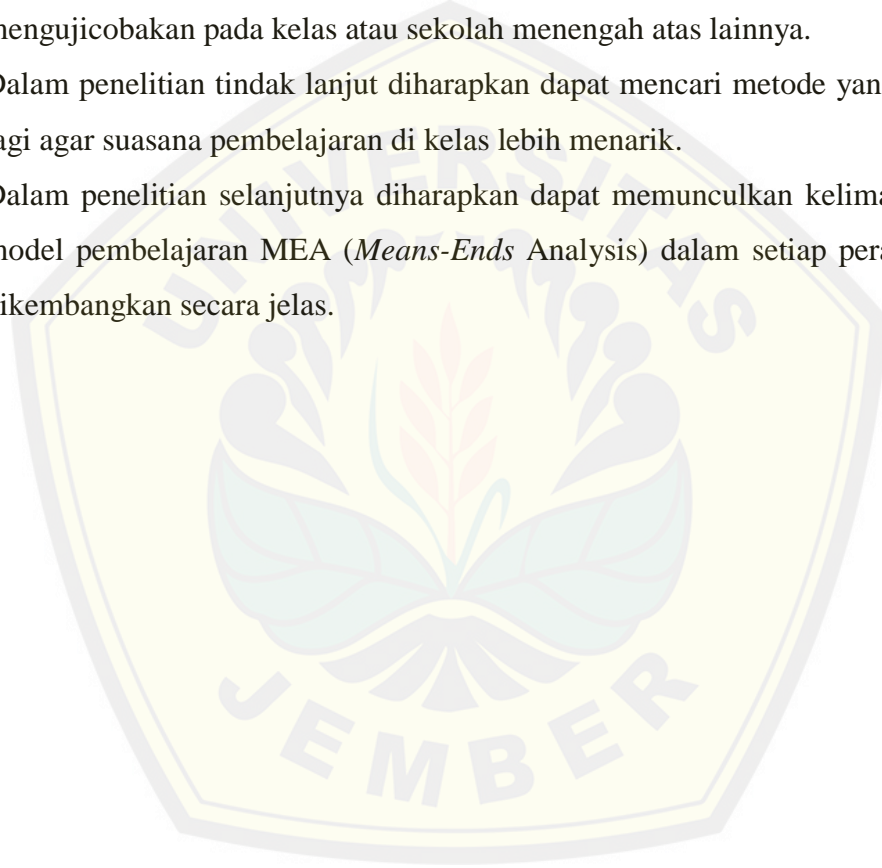 mengujicobakan pada kelas atau sekolah menengah atas lainnya.
Dalam penelitian tindak lanjut diharapkan dapat mencari metode yan
agi agar suasana pembelajaran di kelas lebih menarik.
Dalam penelitian selanjutnya diharapkan dapat memunculkan kelima
model pembelajaran MEA (Means-Ends Analysis) dalam setiap pera
ikembangkan secara jelas.
UNIVERSITAS
JEMBER